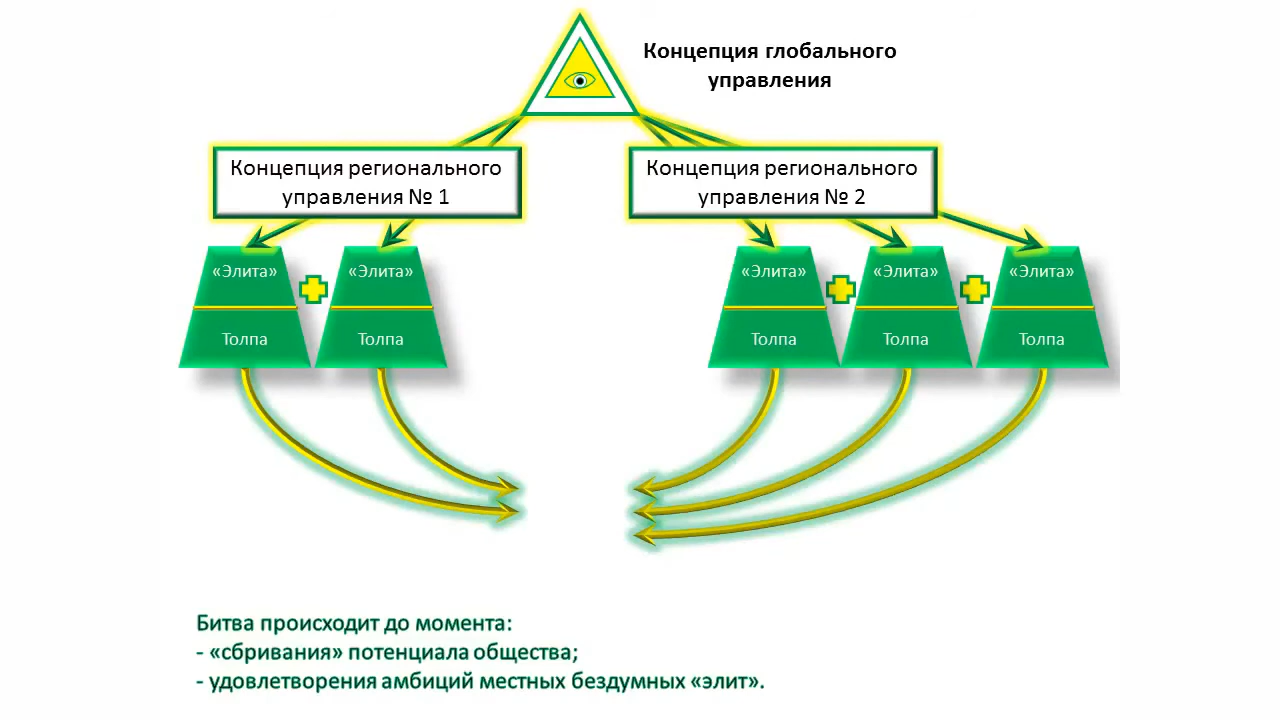 Концепция глобального
управления
Концепция регионального
управления № 1
Концепция регионального
управления № 2
«Элита»
«Элита»
«Элита»
«Элита»
«Элита»
Толпа
Толпа
Толпа
Толпа
Толпа
Битва происходит до момента:
- «сбривания» потенциала общества;
- удовлетворения амбиций местных бездумных «элит».